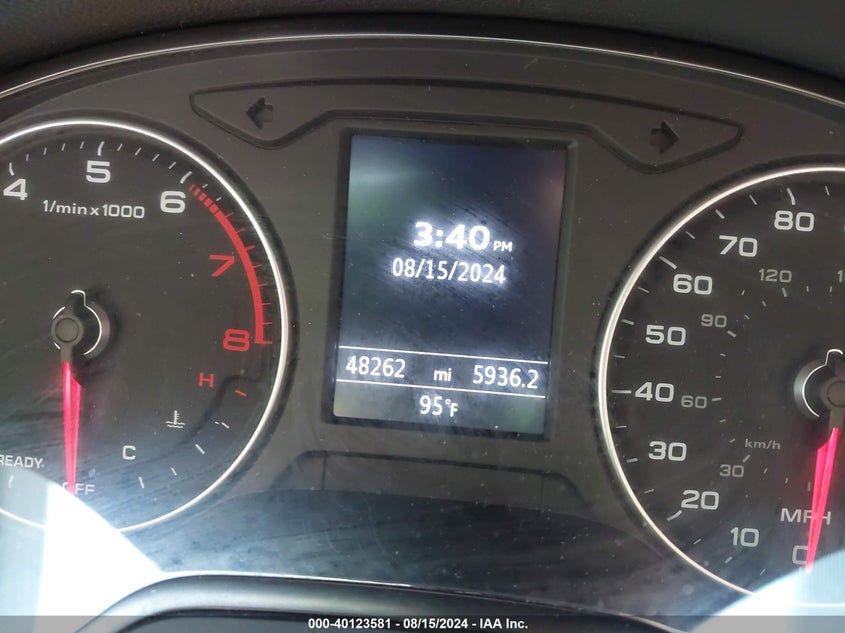 4 5 6
1/min x 1000
7
8
H
C
READY
OFF
3:40 PM
08/15/2024
48262 mi 5936.2
95°F
80
70
120
60
50
90
40 60
km/h
30
30
20
MPH
10
0
000-40123581 - 08/15/2024 - IAA Inc.